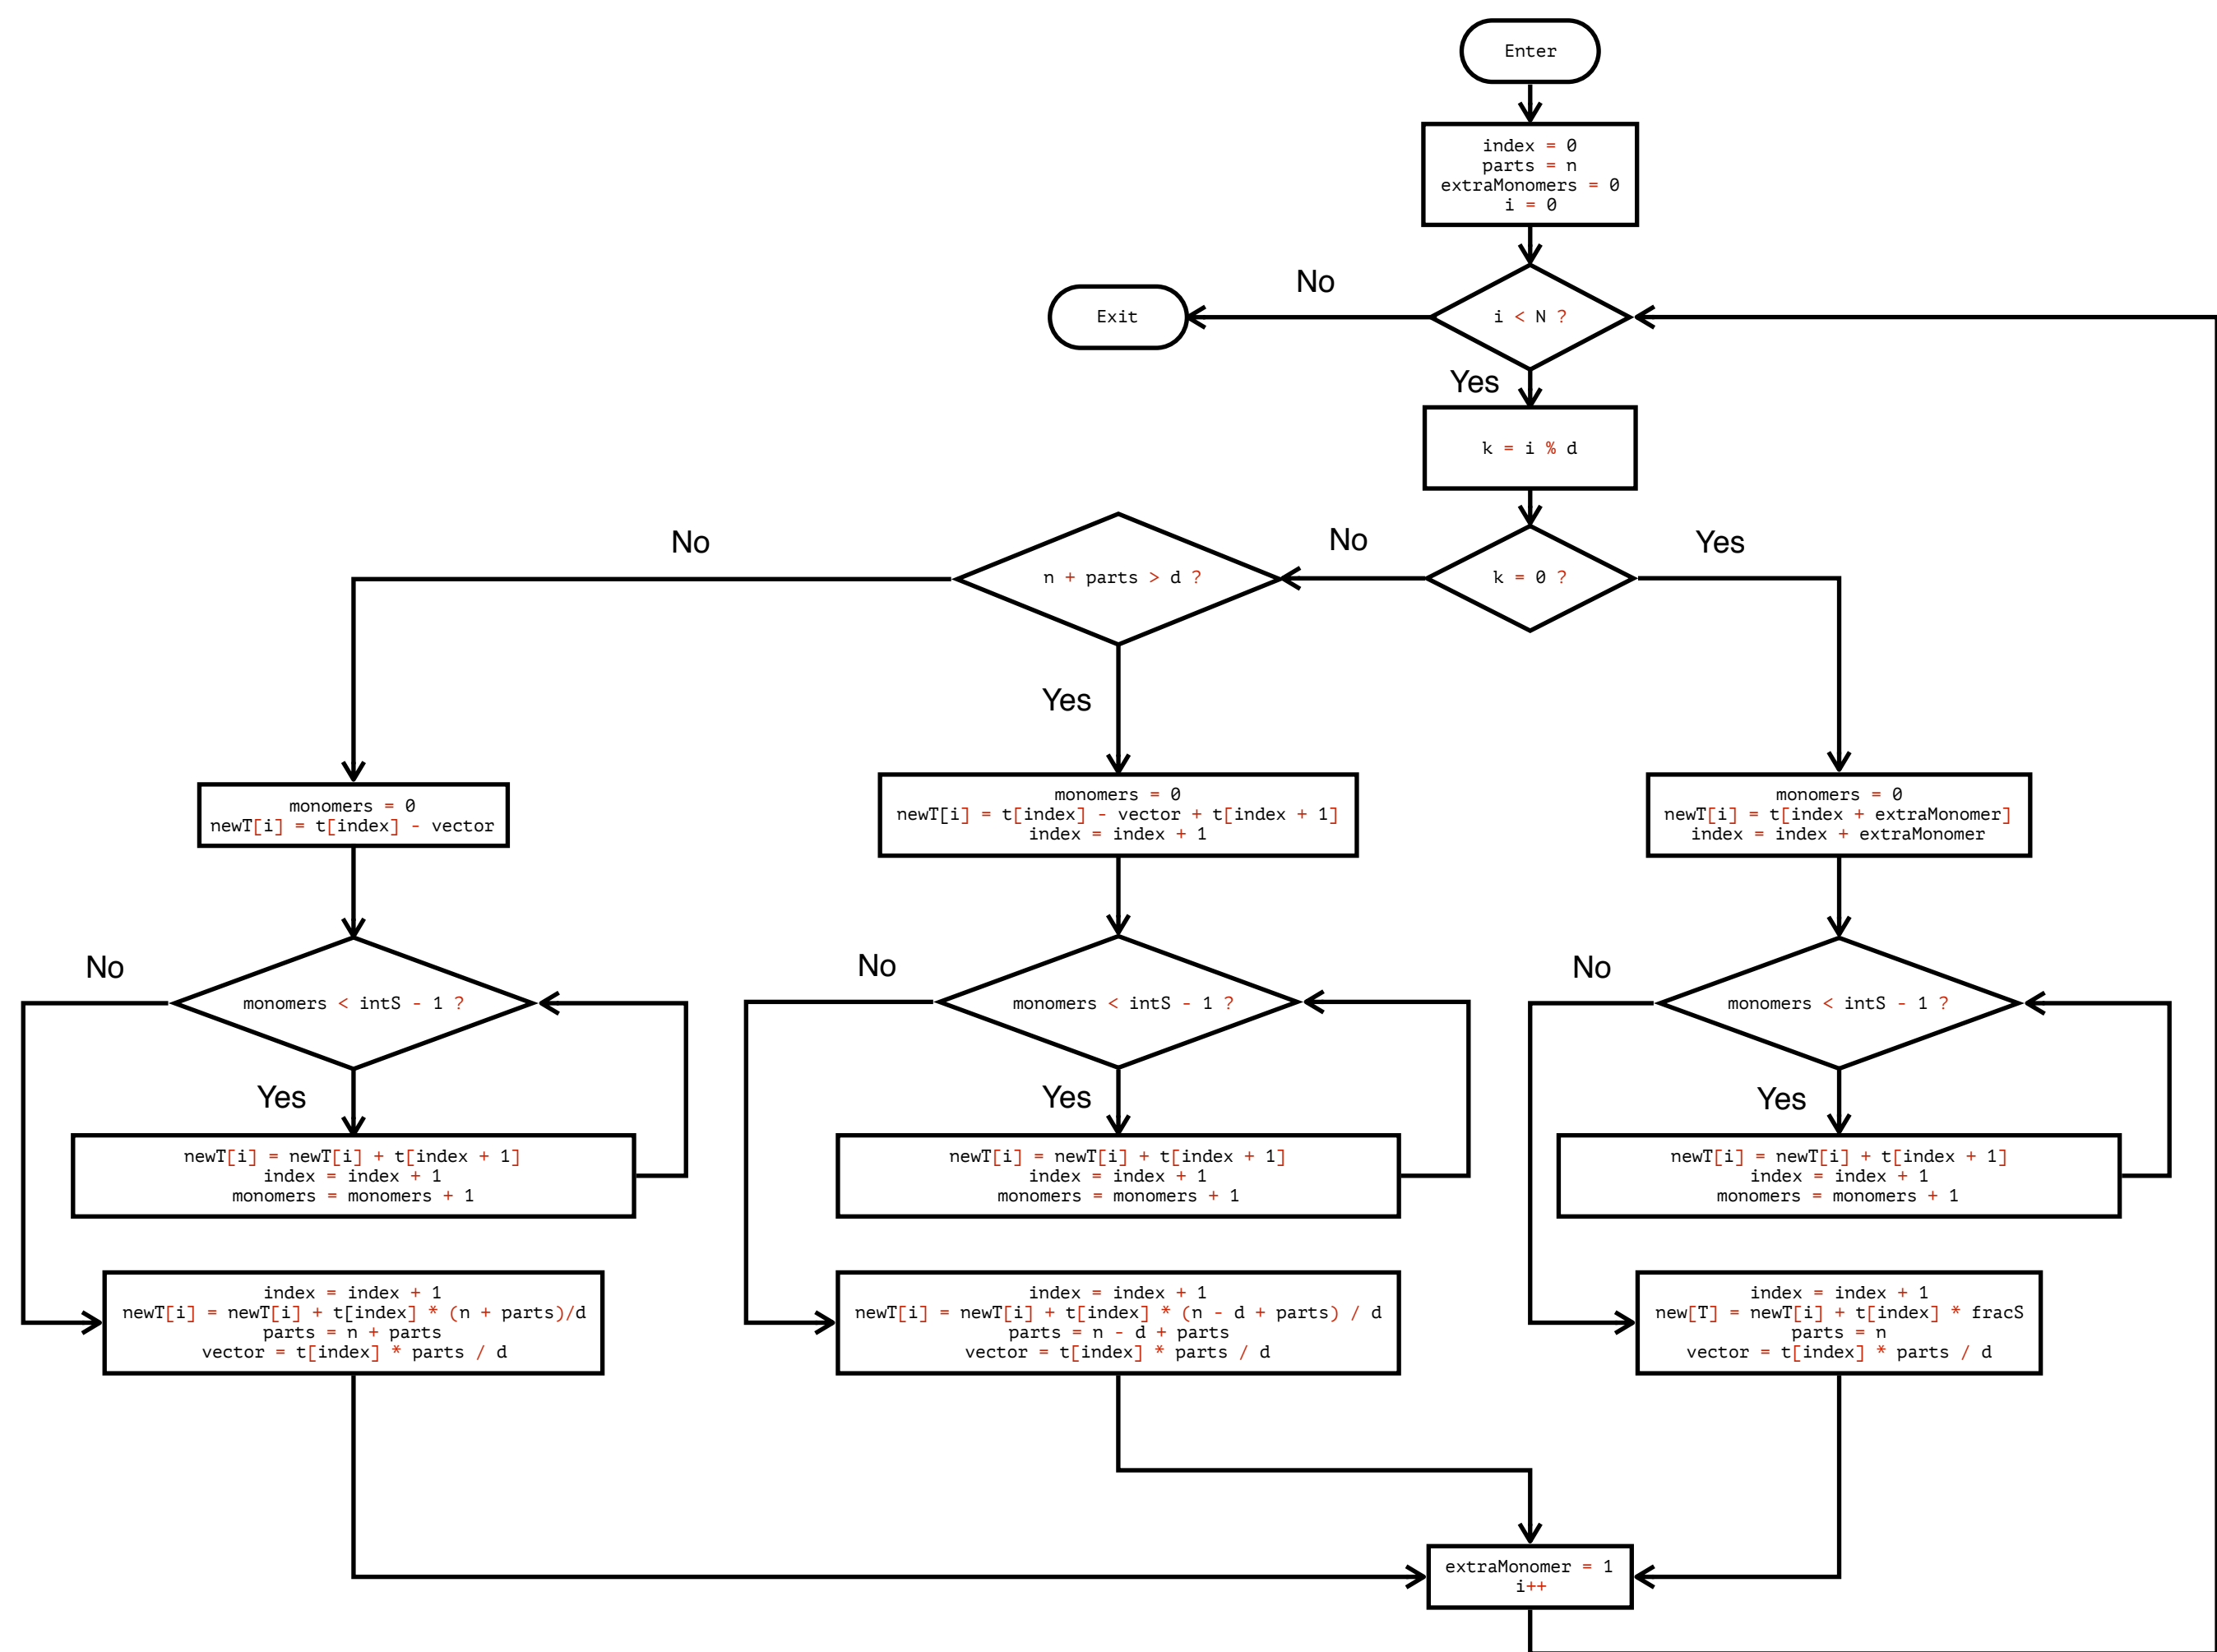 Enter
index = 0
parts = n
extraMonomers = 0
i = 0
No
Exit
i < N ?
Yes
k = i % d
No
No
Yes
n + parts > d ?
k = 0 ?
Yes
monomers = 0
newT[i] = t[index] - vector
monomers = 0
newT[i] = t[index] - vector + t[index + 1]
index = index + 1
monomers = 0
newT[i] = t[index + extraMonomer]
index = index + extraMonomer
No
monomers < intS - 1 ?
No
monomers < intS - 1 ?
No
monomers < intS - 1 ?
Yes
Yes
Yes
newT[i] = newT[i] + t[index + 1]
index = index + 1
monomers = monomers + 1
newT[i] = newT[i] + t[index + 1]
index = index + 1
monomers = monomers + 1
newT[i] = newT[i] + t[index + 1]
index = index + 1
monomers = monomers + 1
index = index + 1
newT[i] = newT[i] + t[index] * (n + parts)/d
parts = n + parts
vector = t[index] * parts / d
index = index + 1
newT[i] = newT[i] + t[index] * (n - d + parts) / d
parts = n - d + parts
vector = t[index] * parts / d
index = index + 1
new[T] = newT[i] + t[index] * fracS
parts = n
vector = t[index] * parts / d
extraMonomer = 1
i++